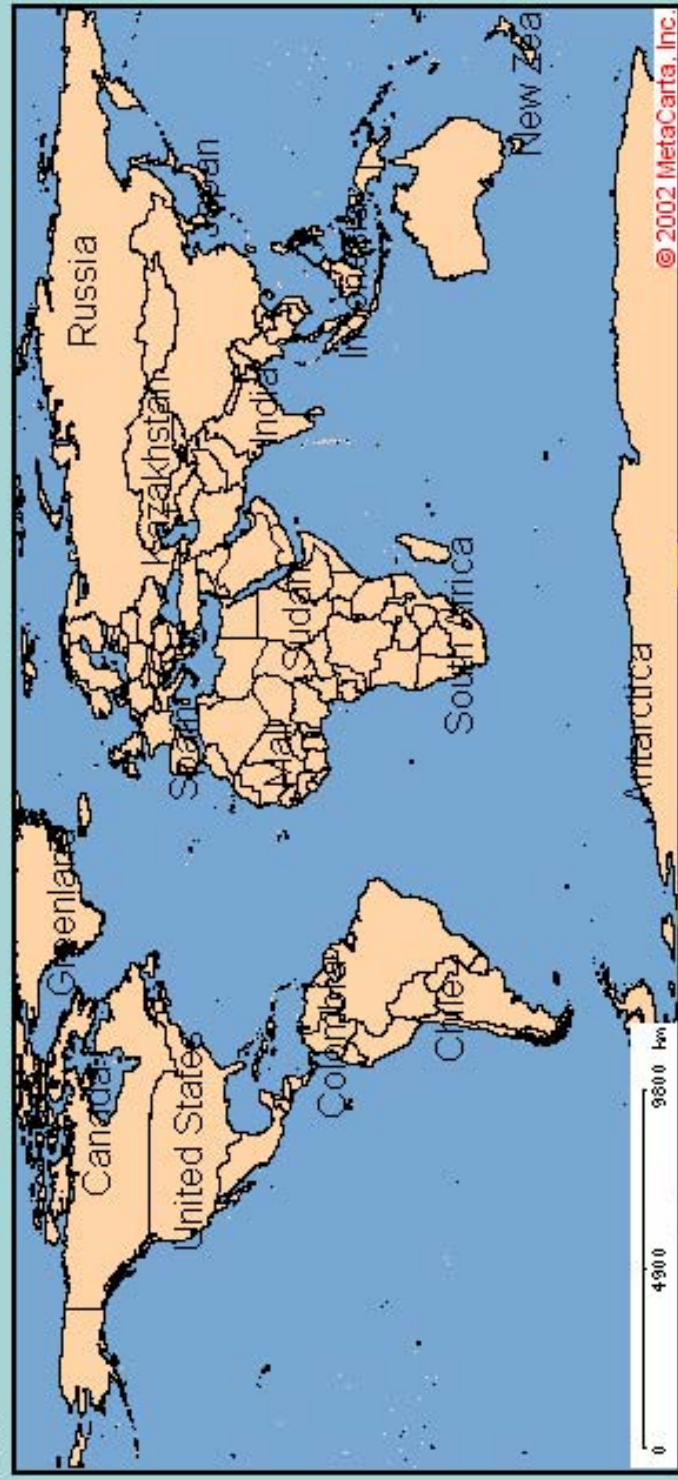 Greenland
Russia
Canada
Kazakhstan
United States
Spain
Japan
India
Mali
Sudan
Colombia
Indonesia
Chile
South Africa
New Zea
Antarctica
0 4900 9800 km
© 2002 MetaCarta, Inc.